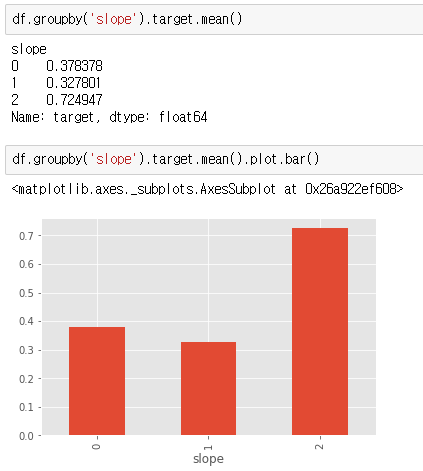 df.groupby('slope').target.mean()
slope
0    0.378378
1    0.327801
2    0.724947
Name: target, dtype: float64
df.groupby('slope').target.mean().plot.bar()
<matplotlib.axes._subplots.AxesSubplot at 0x26a922ef608>
0.7
0.6
0.5
0.4
0.3
0.2
0.1
0.0
0 1 2
slope